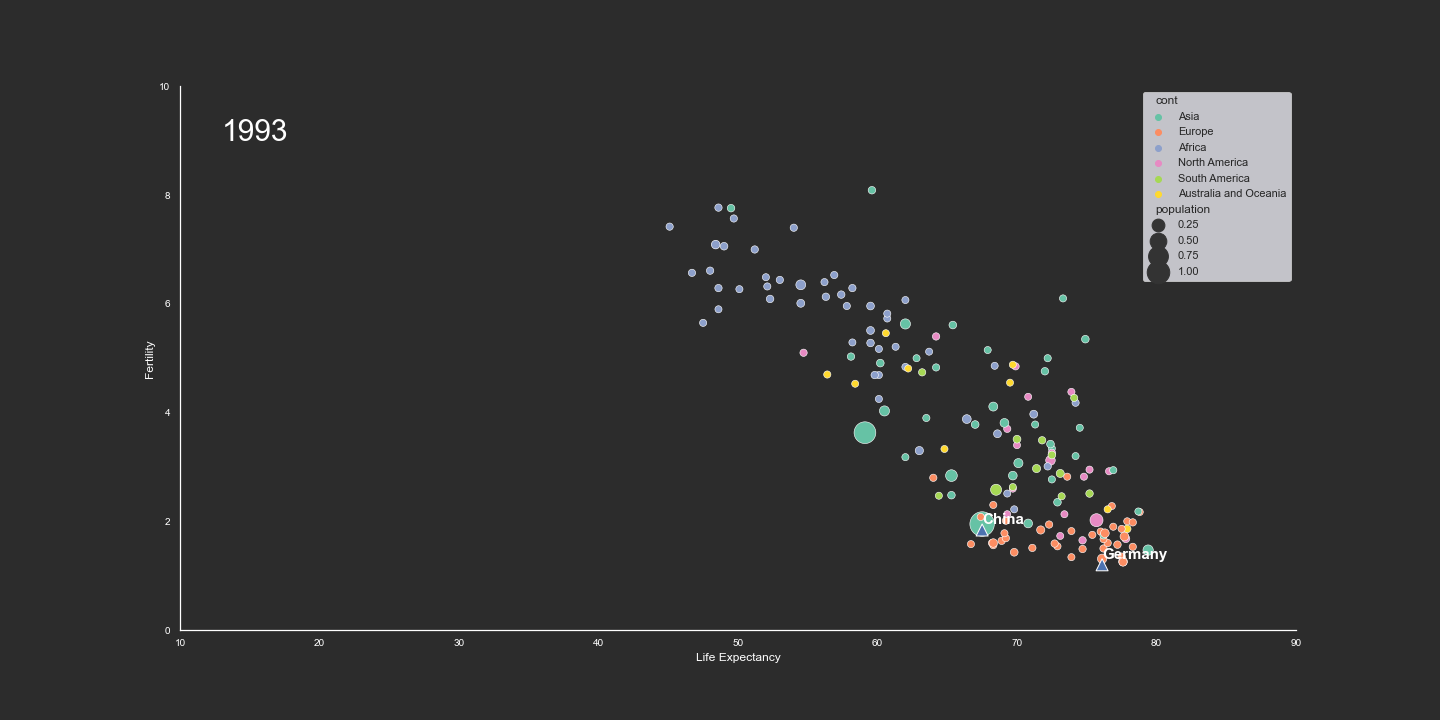 1993
10
8
6
4
2
0
Fertility
10 20 30 40 50 60 70 80 90
Life Expectancy
China
Germany
cont
Asia
Europe
Africa
North America
South America
Australia and Oceania
population
0.25
0.50
0.75
1.00